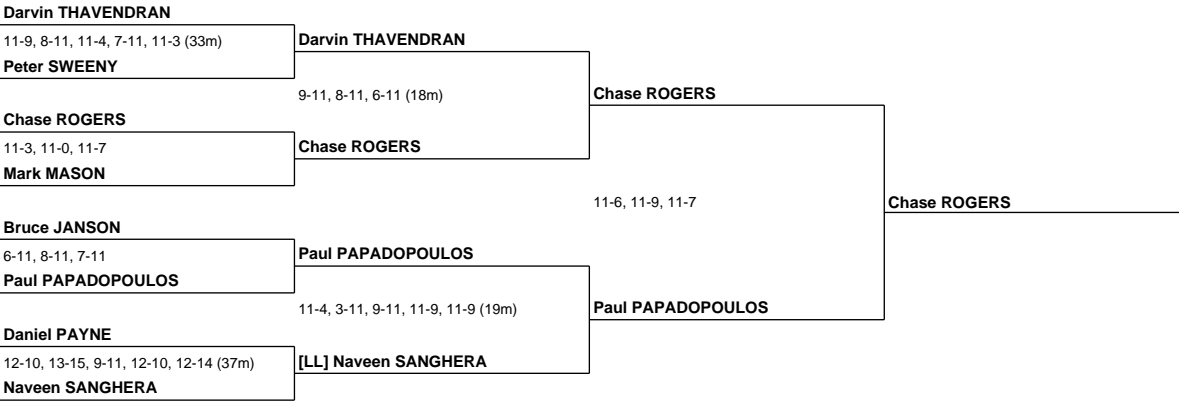 Darvin THAVENDRAN
11-9, 8-11, 11-4, 7-11, 11-3 (33m)
Peter SWEENY
Chase ROGERS
11-3, 11-0, 11-7
Mark MASON
Bruce JANSON
6-11, 8-11, 7-11
Paul PAPADOPOULOS
Daniel PAYNE
12-10, 13-15, 9-11, 12-10, 12-14 (37m)
Naveen SANGHERA
Darvin THAVENDRAN
9-11, 8-11, 6-11 (18m)
Chase ROGERS
Paul PAPADOPOULOS
11-4, 3-11, 9-11, 11-9, 11-9 (19m)
[LL] Naveen SANGHERA
Chase ROGERS
11-6, 11-9, 11-7
Paul PAPADOPOULOS
Chase ROGERS